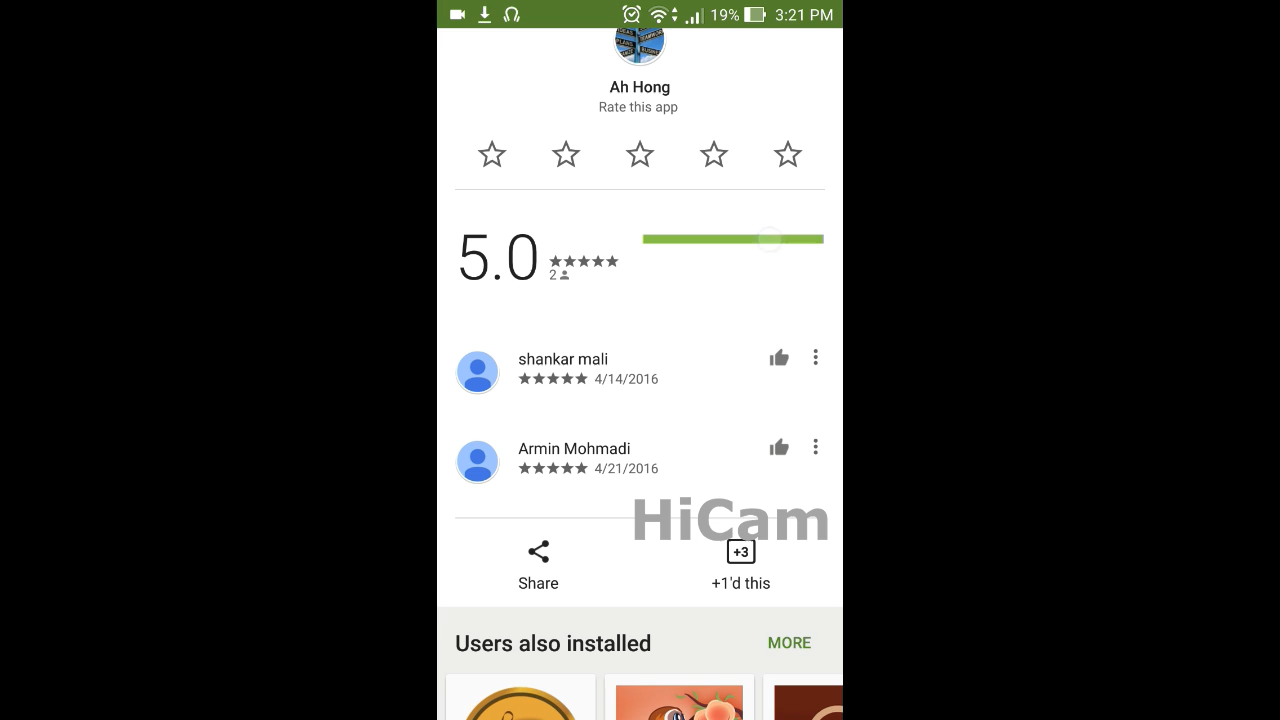 19% 3:21 PM
Ah Hong
Rate this app
5.0
2
shankar mali
4/14/2016
Armin Mohmadi
4/21/2016
HiCam
+3
Share +1'd this
Users also installed MORE